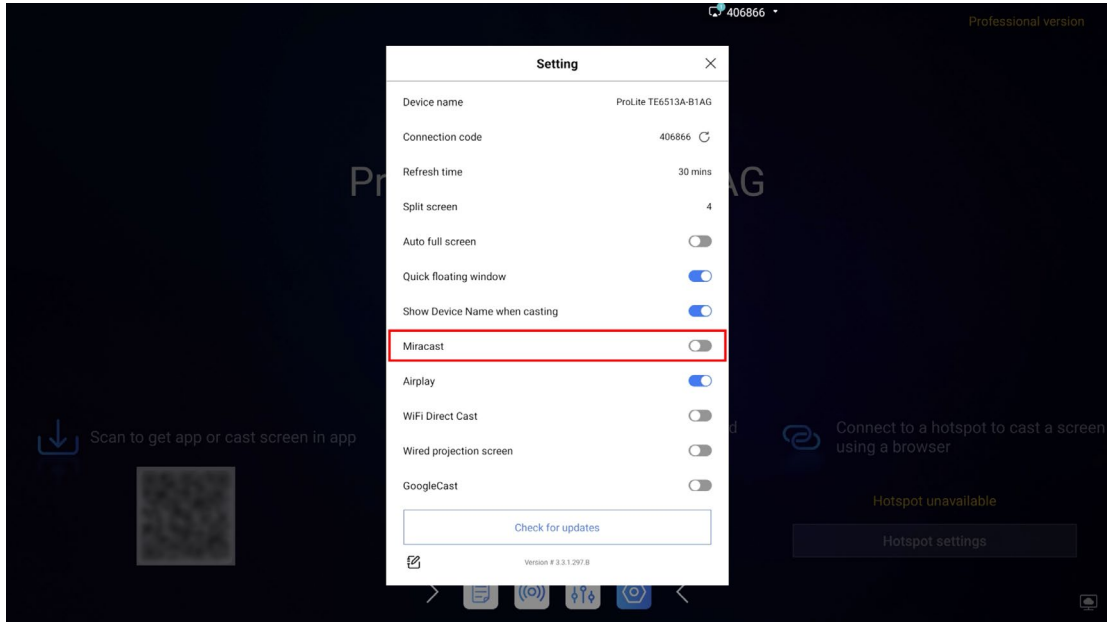 406866
Professional version
Setting
Device name ProLite TE6513A-B1AG
Connection code 406866
Refresh time 30 mins
Pr AG
Split screen 4
Auto full screen
Quick floating window
Show Device Name when casting
Miracast
Airplay
WiFi Direct Cast
Wired projection screen
GoogleCast
Scan to get app or cast screen in app
d
Connect to a hotspot to cast a screen
using a browser
Hotspot unavailable
Hotspot settings
Check for updates
Version # 3.3.1.297.B